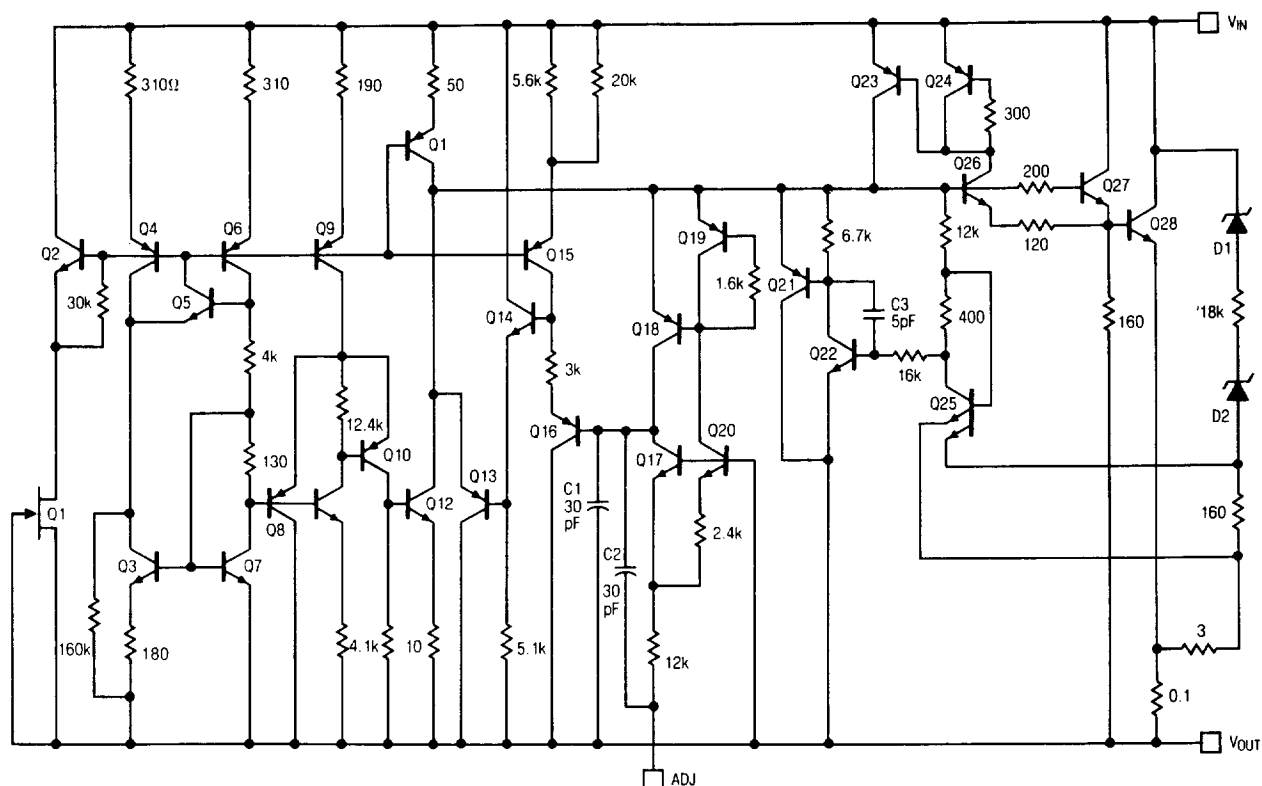 VIN
310Ω
310
190
50
5.6k
20k
Q23
Q24
300
Q1
Q26
200
Q27
Q2
Q4
Q6
Q9
Q15
Q19
6.7k
12k
120
Q28
D1
30k
Q5
Q14
1.6k
Q21
C3
5pF
400
160
'18k
Q18
Q22
4k
3k
16k
D2
12.4k
Q16
Q25
Q10
Q17
Q20
130
Q12
Q13
C1
30
pF
Q1
Q8
2.4k
160
Q3
Q7
C2
30
pF
160k
180
4.1k
10
5.1k
12k
3
0.1
VOUT
ADJ